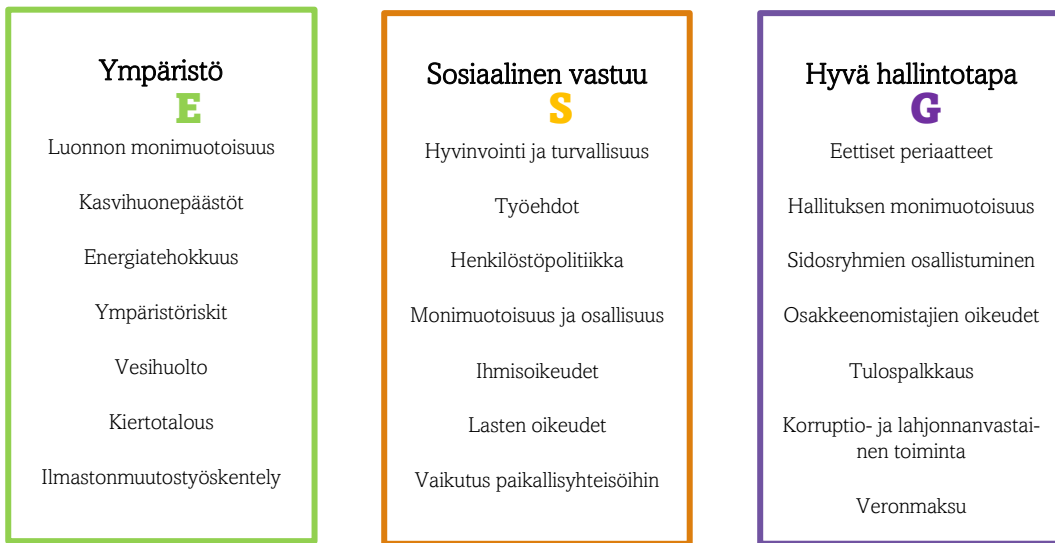 Ympäristö
E
Luonnon monimuotoisuus
Kasvihuonepäästöt
Energiatehokkuus
Ympäristöriskit
Vesihuolto
Kiertotalous
Ilmastonmuutostyöskentely
Sosiaalinen vastuu
S
Hyvinvointi ja turvallisuus
Työehdot
Henkilöstöpolitiikka
Monimuotoisuus ja osallisuus
Ihmisoikeudet
Lasten oikeudet
Vaikutus paikallisyhteisöihin
Hyvä hallintotapa
G
Eettiset periaatteet
Hallituksen monimuotoisuus
Sidosryhmien osallistuminen
Osakkeenomistajien oikeudet
Tulospalkkaus
Korruptio- ja lahjonnanvastai-
nen toiminta
Veronmaksu